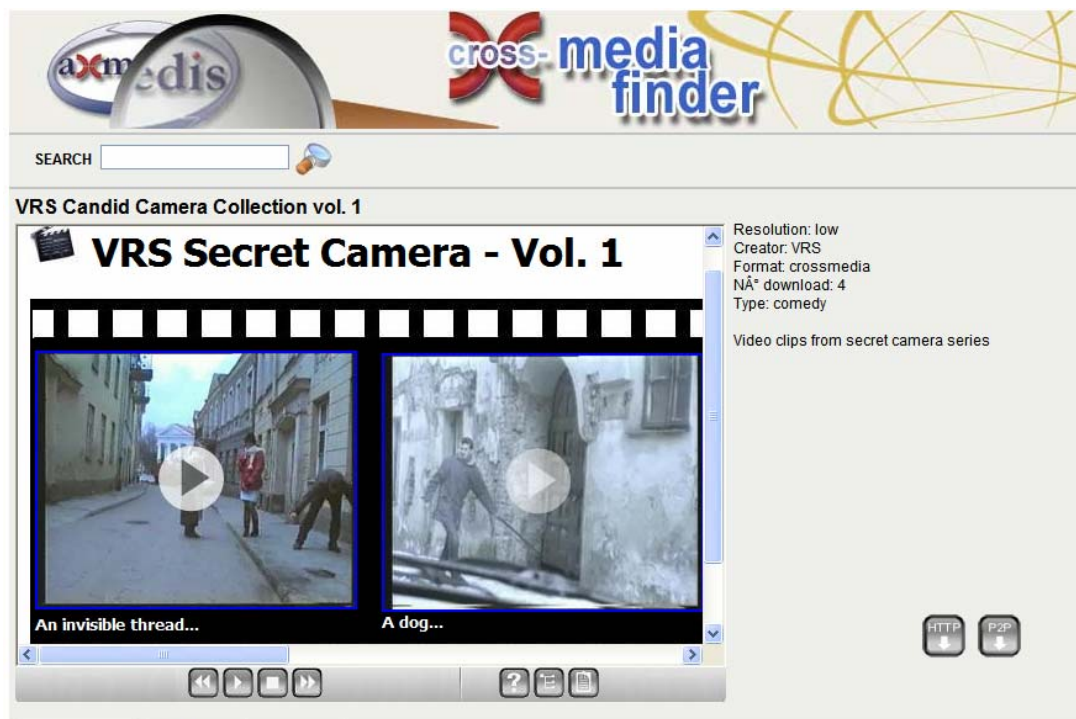 axmedis
cross-media
finder
SEARCH
VRS Candid Camera Collection vol. 1
VRS Secret Camera - Vol. 1
An invisible thread...
A dog...
Resolution: low
Creator: VRS
Format: crossmedia
NÂ° download: 4
Type: comedy
Video clips from secret camera series
HTTP
P2P
?